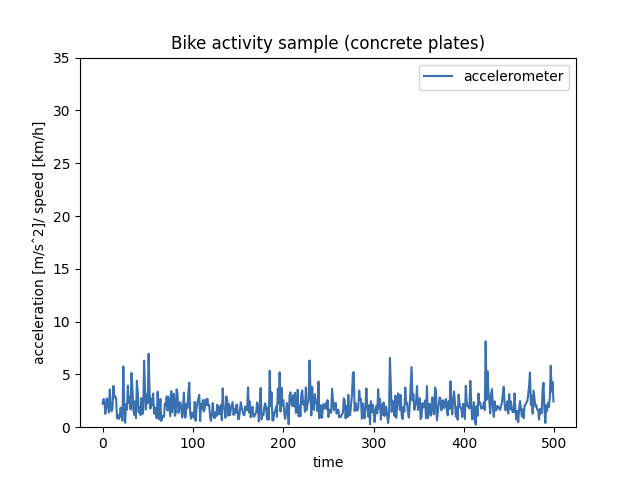 Bike activity sample (concrete plates)
accelerometer
acceleration [m/sˆ2]/ speed [km/h]
35
30
25
20
15
10
5
0
0 100 200 300 400 500
time